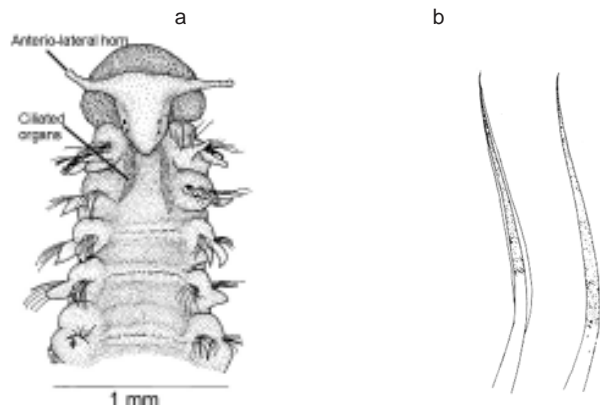 a
b
Anterio-lateral horn
Ciliated
organs
1 mm